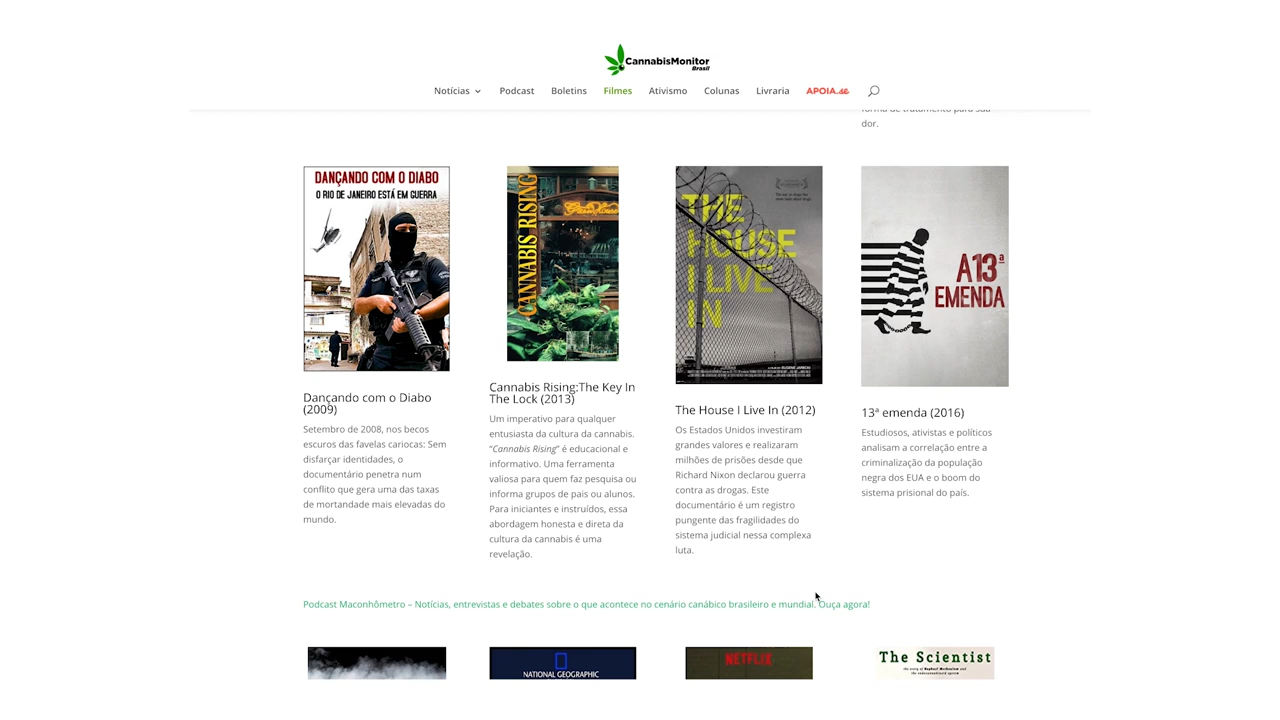 CannabisMonitor
Brasil
Notícias Podcast Boletins Filmes Ativismo Colunas Livraria APOIA.se
forma de tratamento para sua
dor.
DANÇANDO COM O DIABO
O RIO DE JANEIRO ESTÁ EM GUERRA
CANNABIS RISING
THE
HOUSE
I LIVE
IN
A FILM BY EUGENE JARECKI
A13ª
EMENDA
Dançando com o Diabo
(2009)
Setembro de 2008, nos becos
escuros das favelas cariocas: Sem
disfarçar identidades, o
documentário penetra num
conflito que gera uma das taxas
de mortandade mais elevadas do
mundo.
Cannabis Rising:The Key In
The Lock (2013)
Um imperativo para qualquer
entusiasta da cultura da cannabis.
“Cannabis Rising” é educacional e
informativo. Uma ferramenta
valiosa para quem faz pesquisa ou
informa grupos de pais ou alunos.
Para iniciantes e instruídos, essa
abordagem honesta e direta da
cultura da cannabis é uma
revelação.
The House I Live In (2012)
Os Estados Unidos investiram
grandes valores e realizaram
milhões de prisões desde que
Richard Nixon declarou guerra
contra as drogas. Este
documentário é um registro
pungente das fragilidades do
sistema judicial nessa complexa
luta.
13ª emenda (2016)
Estudiosos, ativistas e políticos
analisam a correlação entre a
criminalização da população
negra dos EUA e o boom do
sistema prisional do país.
Podcast Maconhômetro – Notícias, entrevistas e debates sobre o que acontece no cenário canábico brasileiro e mundial. Ouça agora!
NATIONAL GEOGRAPHIC
NETFLIX
The Scientist